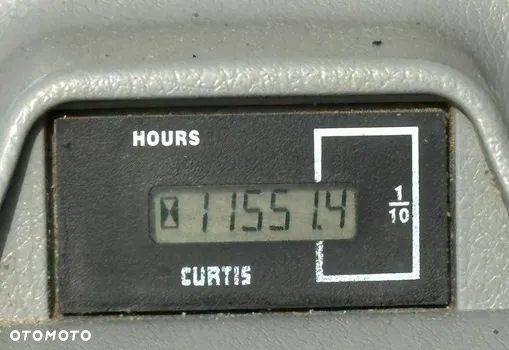 HOURS
11551.4
1/10
CURTIS
OTOMOTO